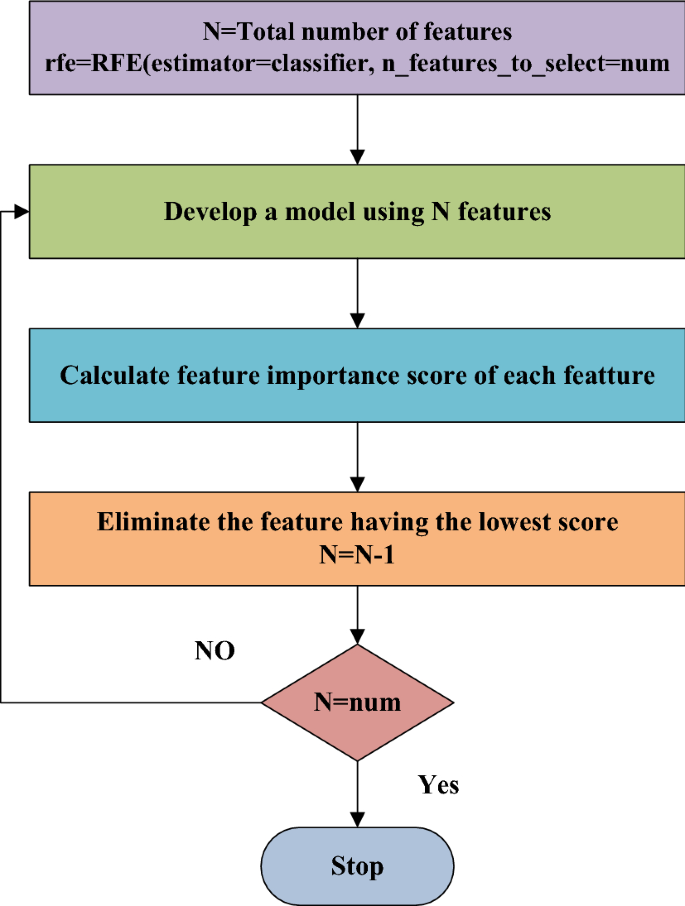 N=Total number of features
rfe=RFE(estimator=classifier, n_features_to_select=num
Develop a model using N features
Calculate feature importance score of each featture
Eliminate the feature having the lowest score
N=N-1
NO
N=num
Yes
Stop